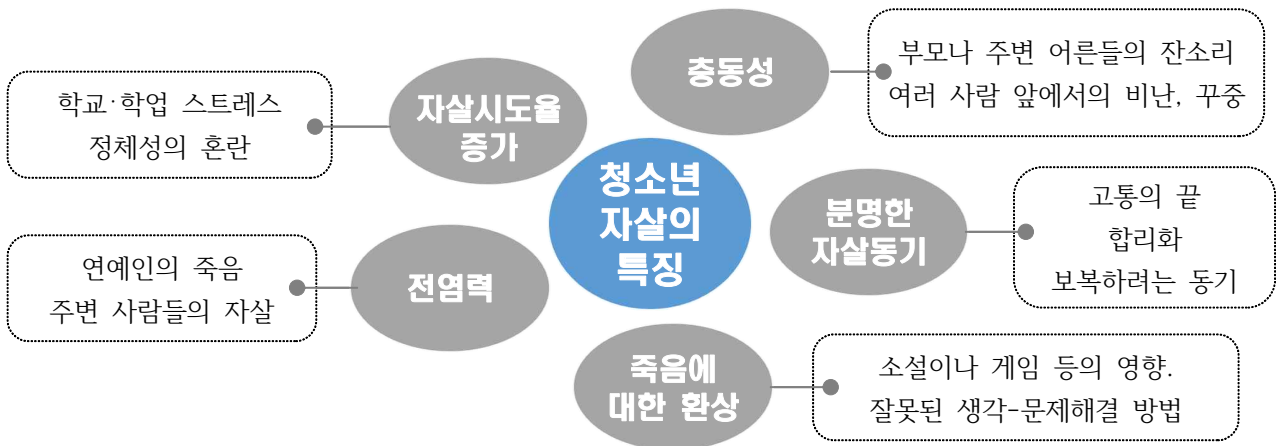 충동성
부모나 주변 어른들의 잔소리
여러 사람 앞에서의 비난, 꾸중
학교·학업 스트레스
정체성의 혼란
자살시도율
증가
청소년
자살의
특징
분명한
자살동기
고통의 끝
합리화
보복하려는 동기
연예인의 죽음
주변 사람들의 자살
전염력
죽음에
대한 환상
소설이나 게임 등의 영향.
잘못된 생각-문제해결 방법